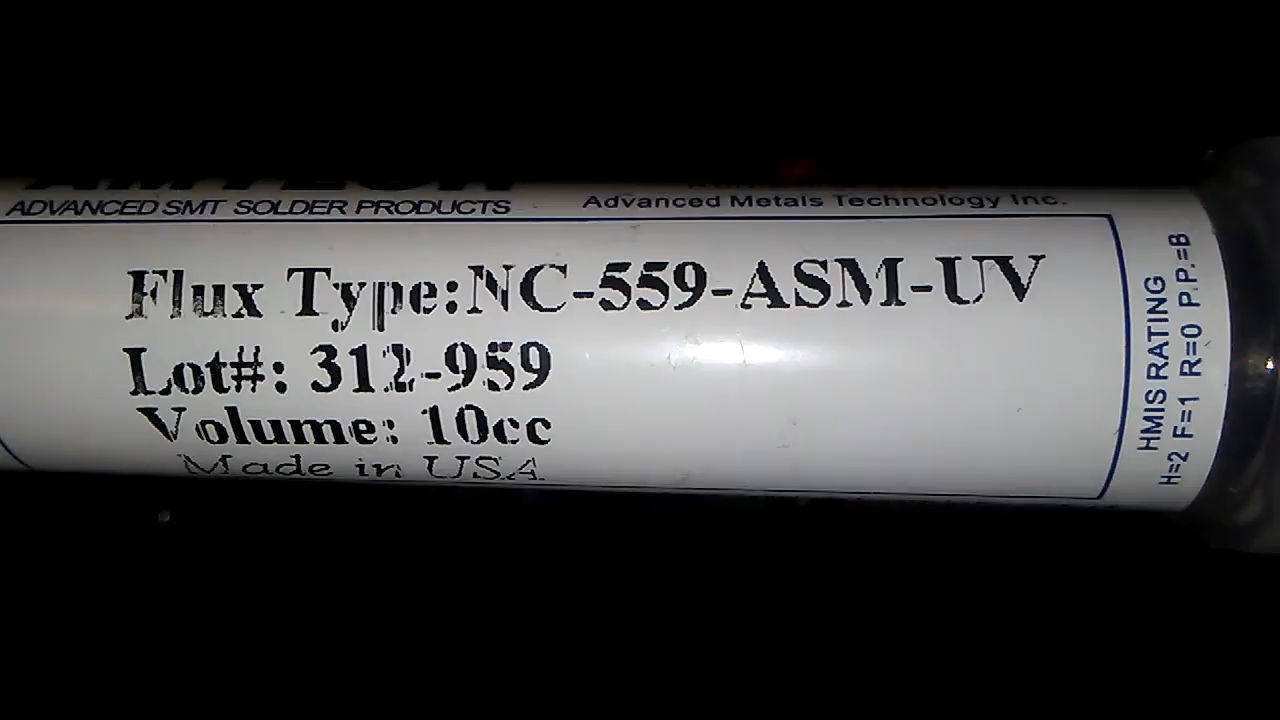 AMTECH
ADVANCED SMT SOLDER PRODUCTS
Advanced Metals Technology Inc.
Flux Type:NC-559-ASM-UV
Lot#: 312-959
Volume: 10cc
Made in USA
HMIS RATING
H=2 F=1 R=0 P.P.=B